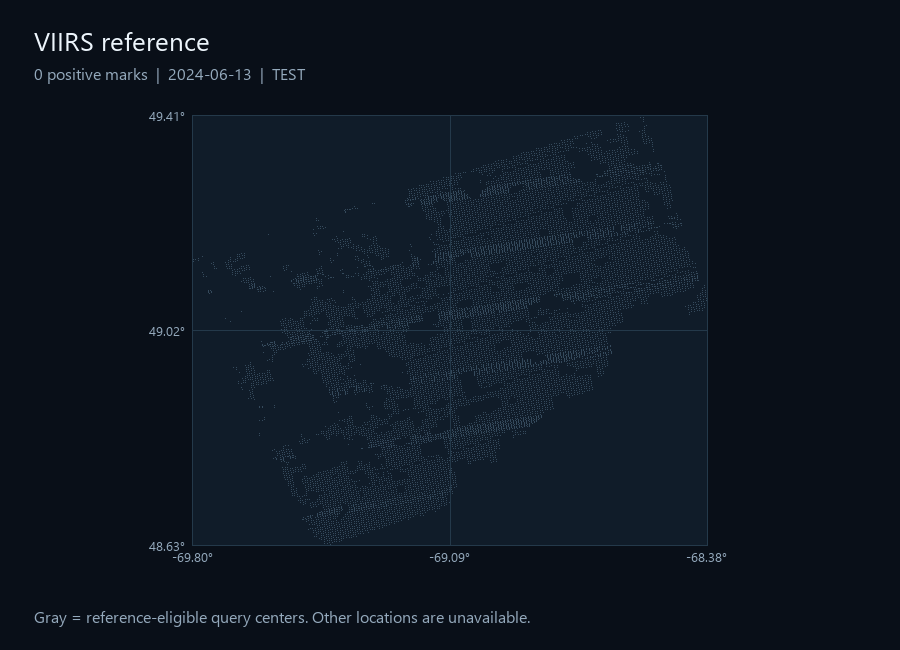 VIIRS reference
0 positive marks | 2024-06-13 | TEST
49.41°
49.02°
48.63°
-69.80°
-69.09°
-68.38°
Gray = reference-eligible query centers. Other locations are unavailable.